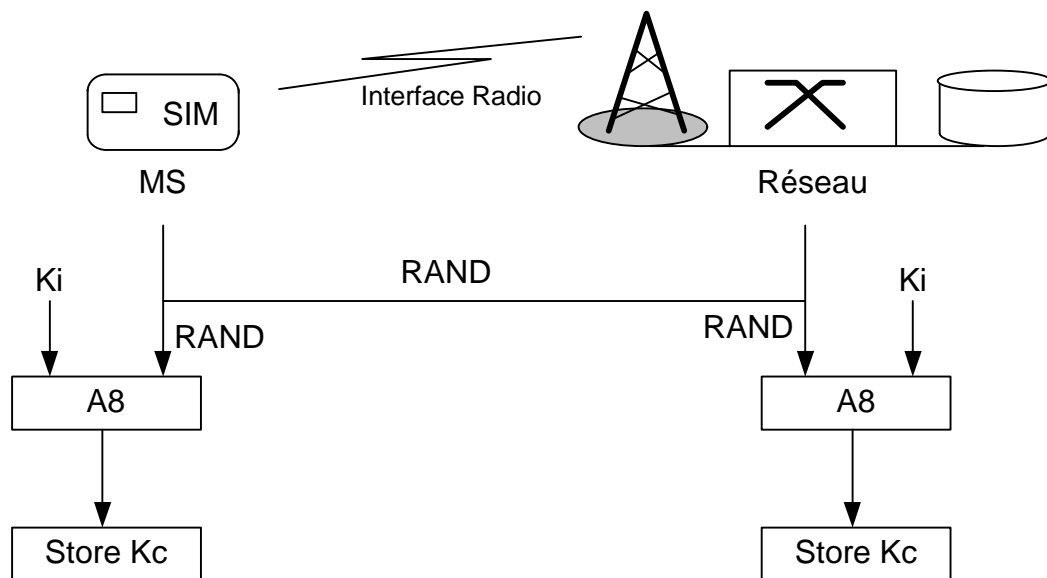 SIM
Interface Radio
MS
Réseau
RAND
Ki
Ki
RAND
RAND
A8
A8
Store Kc
Store Kc